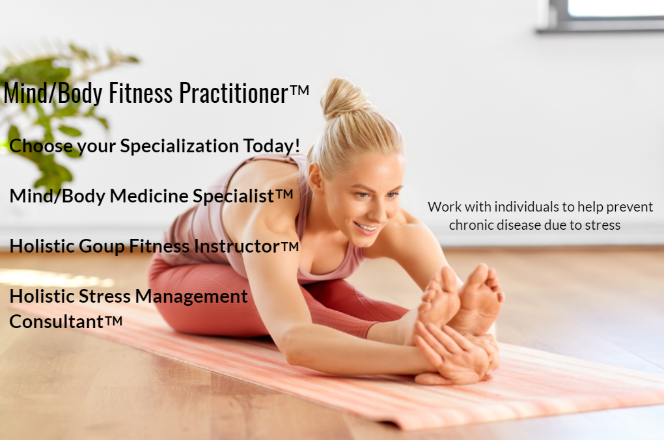 Mind/Body Fitness Practitioner™
Choose your Specialization Today!
Mind/Body Medicine Specialist™
Holistic Goup Fitness Instructor™
Holistic Stress Management
Consultant™
Work with individuals to help prevent
chronic disease due to stress